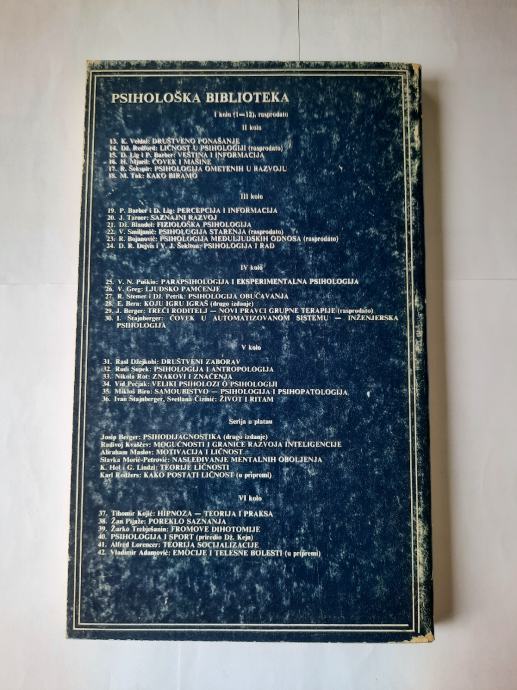 PSIHOLOŠKA BIBLIOTEKA
I kolo (1—12), rasprodato
II kolo
13. K. Veldal: DRUŠTVENO PONAŠANJE
14. Dž. Redford: LIČNOST U PSIHOLOGIJI (rasprodato)
15. D. Lig i P. Barber: VEŠTINA I INFORMACIJA
16. H. ČOVEK I MAŠINE
17. R. Šekspir: PSIHOLOGIJA OMETENIH U RAZVOJU
18. M. Tak: KAKO BIRAMO
III kolo
19. P. Barber i D. Lig: PERCEPCIJA I INFORMACIJA
20. J. Tarner: SAZNAJNI RAZVOJ
21. Dž. Blandel: FIZIOLOŠKA PSIHOLOGIJA
22. V. Smiljanić: PSIHOLOGIJA STARENJA (rasprodato)
23. R. Bojanović: PSIHOLOGIJA MEĐULJUDSKIH ODNOSA (rasprodato)
24. D. R. Dejvis i V. J. Šeklton: PSIHOLOGIJA I RAD
IV kolo
25. V. N. Puškin: PARAPSIHOLOGIJA I EKSPERIMENTALNA PSIHOLOGIJA
26. V. Greg: LJUDSKO PAMĆENJE
27. R. Stemer i Dž. Petrik: PSIHOLOGIJA OBUČAVANJA
28. E. Bern: KOJU IGRU IGRAŠ (drugo izdanje)
29. J. Berger: TREĆI RODITELJ — NOVI PRAVCI GRUPNE TERAPIJE (rasprodato)
30. I. Štajnberger: ČOVEK U AUTOMATIZOVANOM SISTEMU — INŽENJERSKA
PSIHOLOGIJA
V kolo
31. Rasl Džejkobi: DRUŠTVENI ZABORAV
32. Rudi Supek: PSIHOLOGIJA I ANTROPOLOGIJA
33. Nikola Rot: ZNAKOVI I ZNAČENJA
34. Vid Pečjak: VELIKI PSIHOLOZI O PSIHOLOGIJI
35. Mikloš Biro: SAMOUBISTVO — PSIHOLOGIJA I PSIHOPATOLOGIJA
36. Ivan Štajnberger, Svetlana Čizmić: ŽIVOT I RITAM
Serija u platnu
Josip Berger: PSIHODIJAGNOSTIKA (drugo izdanje)
Radivoj Kvaščev: MOGUĆNOSTI I GRANICE RAZVOJA INTELIGENCIJE
Abraham Maslov: MOTIVACIJA I LIČNOST
Slavka Morić-Petrović: NASLEĐIVANJE MENTALNIH OBOLJENJA
K. Hol i G. Lindzi: TEORIJE LIČNOSTI
Karl Rodžers: KAKO POSTATI LIČNOST (u pripremi)
VI kolo
37. Tihomir Kojić: HIPNOZA — TEORIJA I PRAKSA
38. Žan Pijaže: POREKLO SAZNANJA
39. Žarko Trebješanin: FROMOVE DIHOTOMIJE
40. PSIHOLOGIJA I SPORT (priredio Dž. Kejn)
41. Alfred Lorencer: TEORIJA SOCIJALIZACIJE
42. Vladimir Adamović: EMOCIJE I TELESNE BOLESTI (u pripremi)